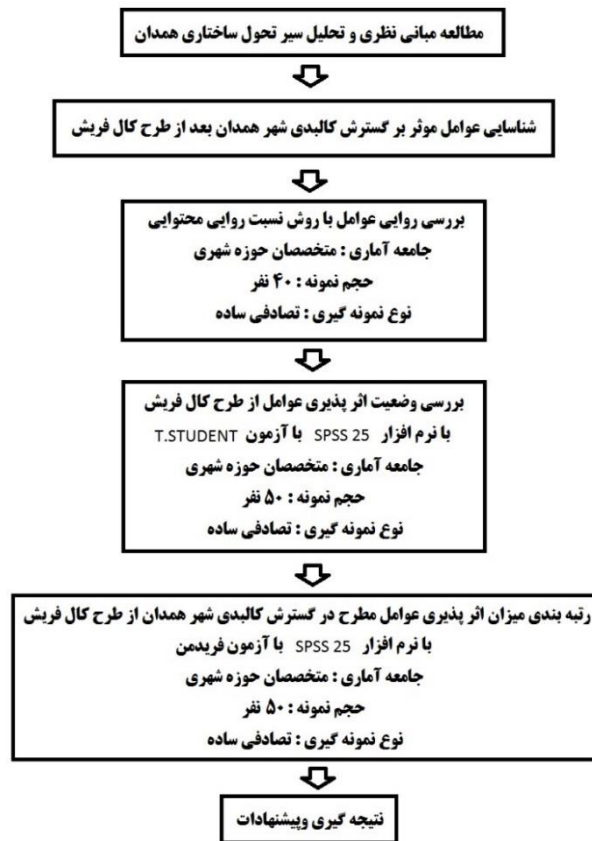 مطالعه مبانی نظری و تحلیل سیر تحول ساختاری همدان
شناسایی عوامل موثر بر گسترش کالبدی شهر همدان بعد از طرح کال فریش
بررسی روایی عوامل با روش نسبت روایی محتوایی
جامعه آماری : متخصصان حوزه شهری
حجم نمونه : ۴۰ نفر
نوع نمونه گیری : تصادفی ساده
بررسی وضعیت اثر پذیری عوامل از طرح کال فریش
با نرم افزار SPSS 25 با آزمون T.STUDENT
جامعه آماری : متخصصان حوزه شهری
حجم نمونه : ۵۰ نفر
نوع نمونه گیری : تصادفی ساده
رتبه بندی میزان اثر پذیری عوامل مطرح در گسترش کالبدی شهر همدان از طرح کال فریش
با نرم افزار SPSS 25 با آزمون فریدمن
جامعه آماری : متخصصان حوزه شهری
حجم نمونه : ۵۰ نفر
نوع نمونه گیری : تصادفی ساده
نتیجه گیری وپیشنهادات